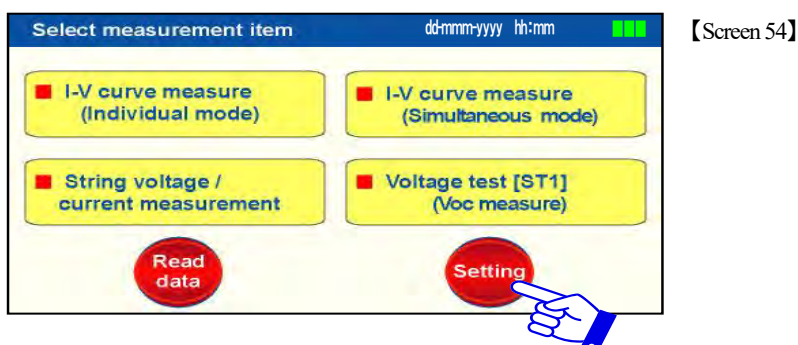 Select measurement item dd-mmm-yyyy hh:mm 【Screen 54】
I-V curve measure
(Individual mode)
I-V curve measure
(Simultaneous mode)
String voltage /
current measurement
Voltage test [ST1]
(Voc measure)
Read
data
Setting